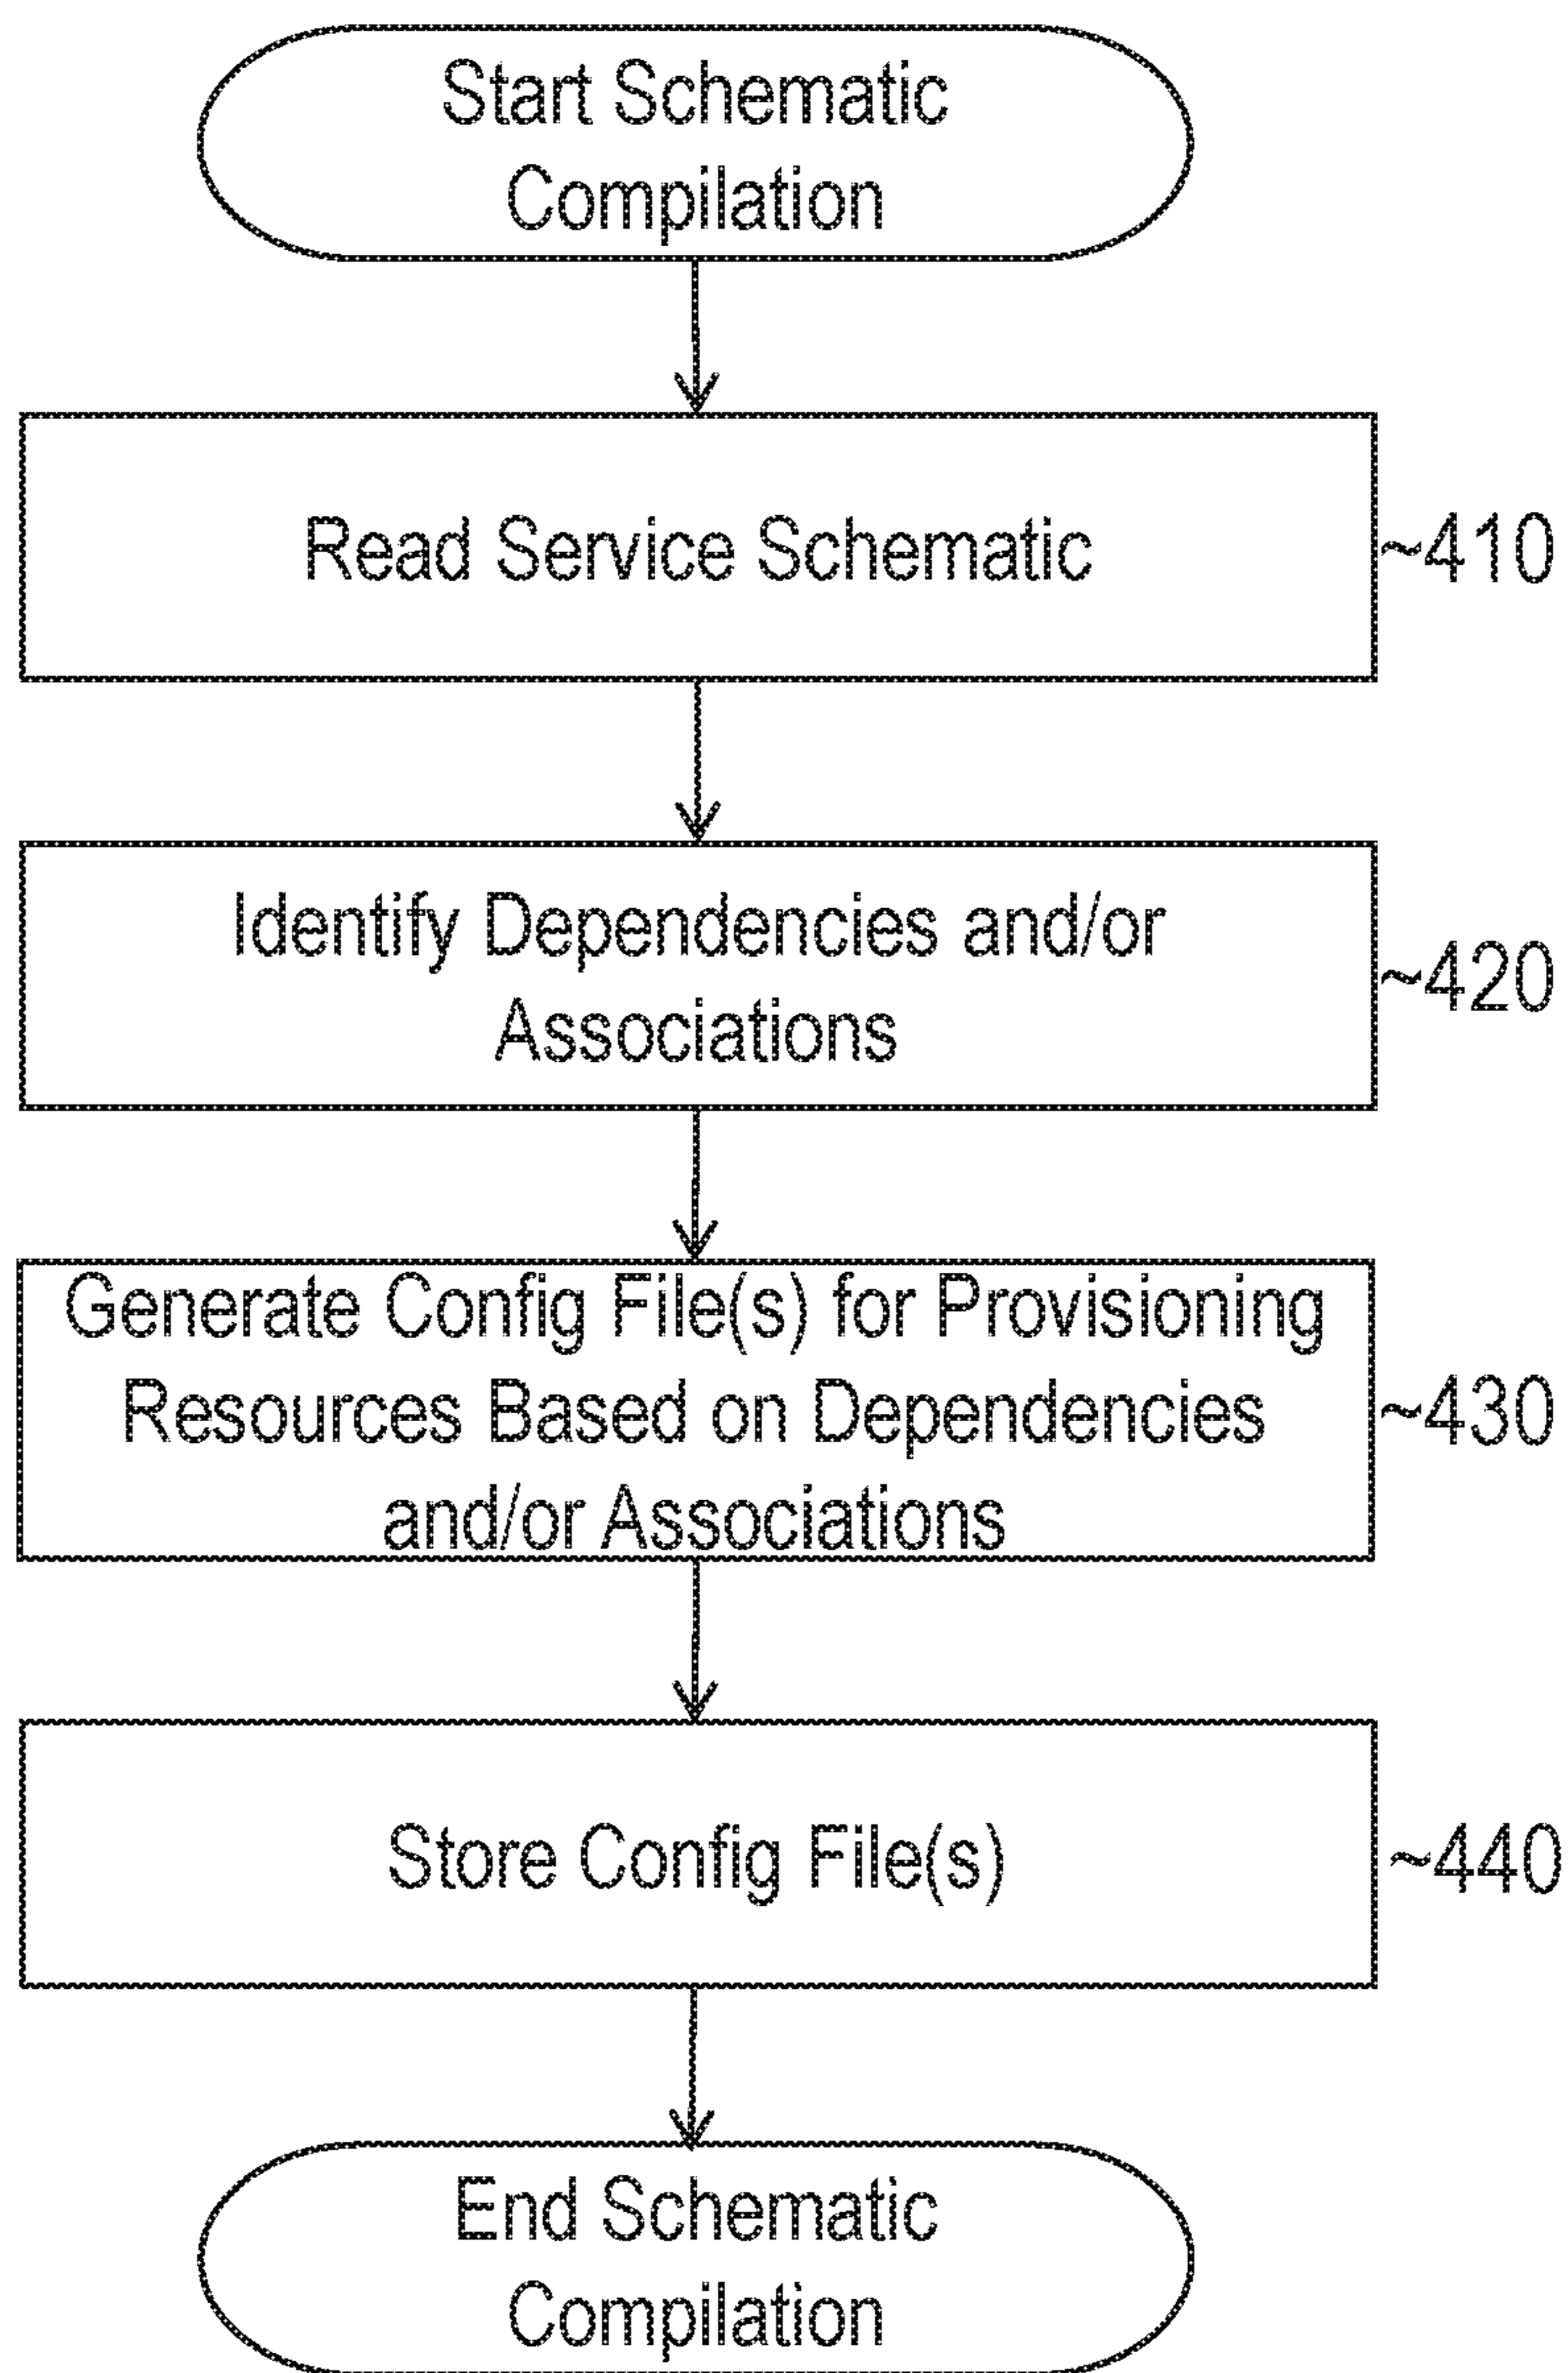 Start Schematic
Compilation
Read Service Schematic
~410
Identify Dependencies and/or
Associations
~420
Generate Config File(s) for Provisioning
Resources Based on Dependencies
and/or Associations
~430
Store Config File(s)
~440
End Schematic
Compilation